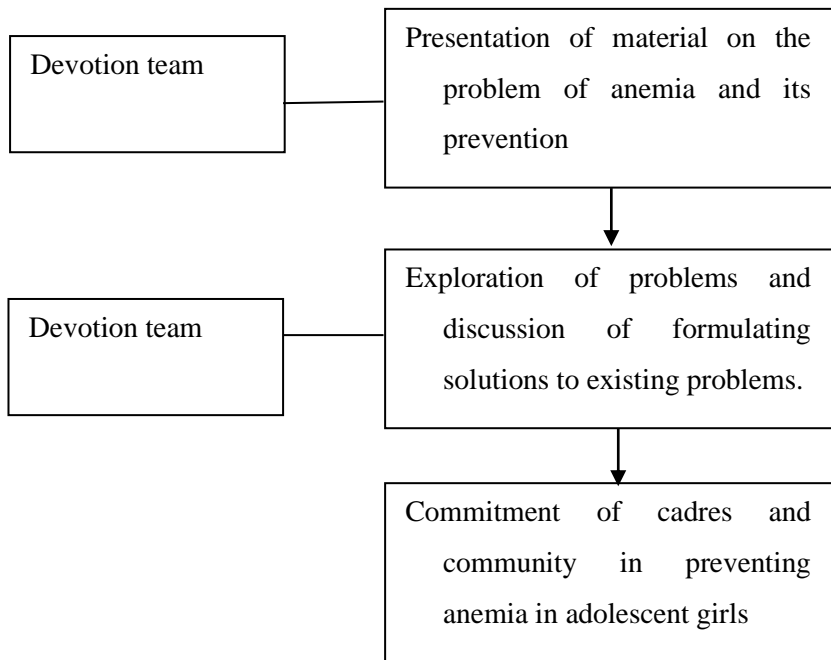 Devotion team
Presentation of material on the
problem of anemia and its
prevention
Devotion team
Exploration of problems and
discussion of formulating
solutions to existing problems.
Commitment of cadres and
community in preventing
anemia in adolescent girls